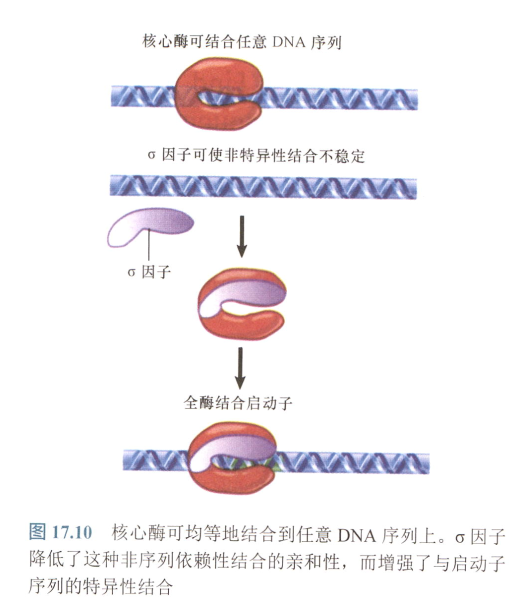 核心酶可结合任意 DNA 序列
σ 因子可使非特异性结合不稳定
σ 因子
全酶结合启动子
图 17.10 核心酶可均等地结合到任意 DNA 序列上。σ 因子
降低了这种非序列依赖性结合的亲和性，而增强了与启动子
序列的特异性结合